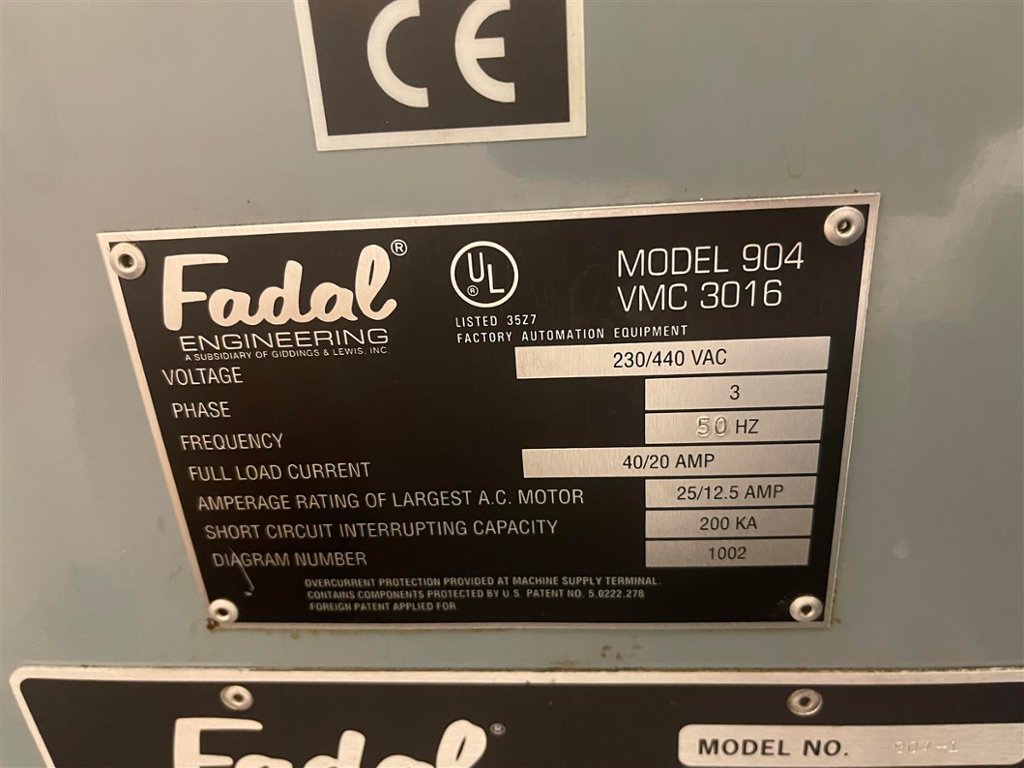 CE
Fadal®
ENGINEERING
A SUBSIDIARY OF GIDDINGS & LEWIS, INC.
UL ®
LISTED 35Z7
FACTORY AUTOMATION EQUIPMENT
MODEL 904
VMC 3016
VOLTAGE 230/440 VAC
PHASE 3
FREQUENCY 50 HZ
FULL LOAD CURRENT 40/20 AMP
AMPERAGE RATING OF LARGEST A.C. MOTOR 25/12.5 AMP
SHORT CIRCUIT INTERRUPTING CAPACITY 200 KA
DIAGRAM NUMBER 1002
OVERCURRENT PROTECTION PROVIDED AT MACHINE SUPPLY TERMINAL.
CONTAINS COMPONENTS PROTECTED BY U.S. PATENT NO. 5.0222.278
FOREIGN PATENT APPLIED FOR.
Fadal®
MODEL NO. 904-1